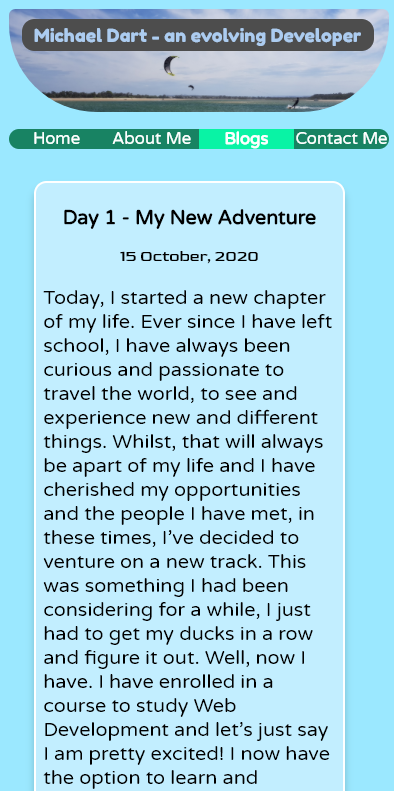 Michael Dart - an evolving Developer
Home About Me Blogs Contact Me
Day 1 - My New Adventure
15 October, 2020
Today, I started a new chapter
of my life. Ever since I have left
school, I have always been
curious and passionate to
travel the world, to see and
experience new and different
things. Whilst, that will always
be apart of my life and I have
cherished my opportunities
and the people I have met, in
these times, I’ve decided to
venture on a new track. This
was something I had been
considering for a while, I just
had to get my ducks in a row
and figure it out. Well, now I
have. I have enrolled in a
course to study Web
Development and let’s just say
I am pretty excited! I now have
the option to learn and